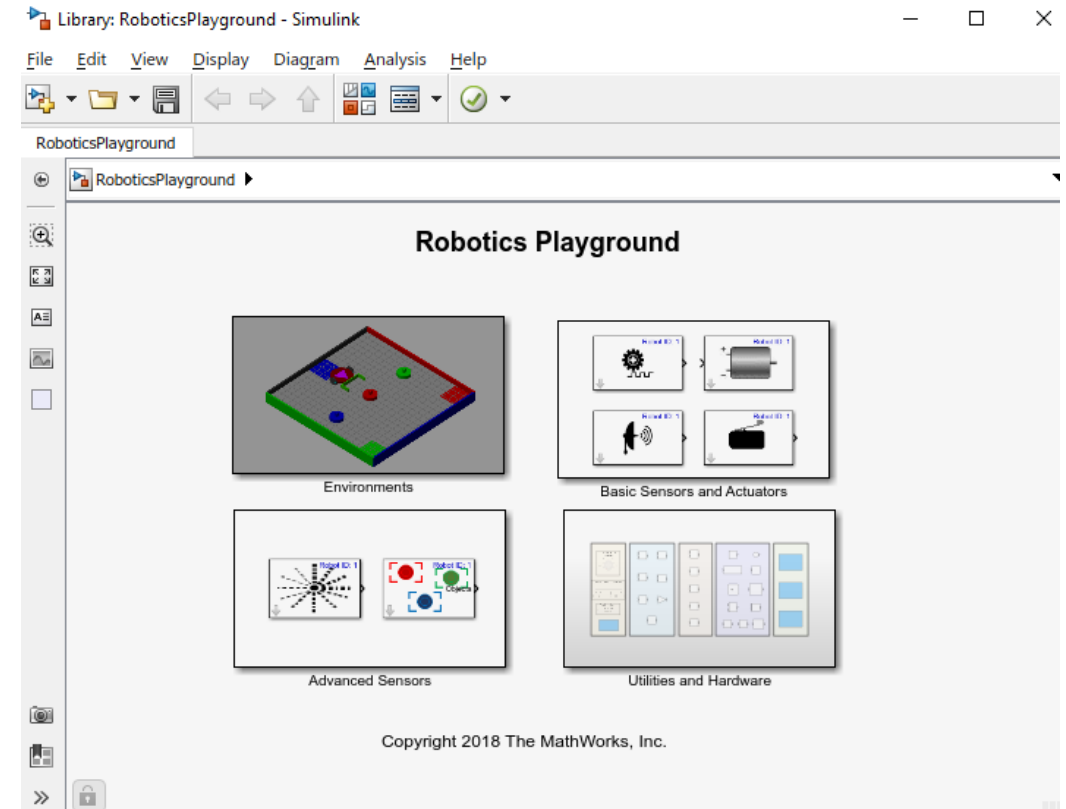 Library: RoboticsPlayground - Simulink
File Edit View Display Diagram Analysis Help
RoboticsPlayground
RoboticsPlayground
Robotics Playground
Robot ID: 1 Robot ID: 1
Robot ID: 1 Robot ID: 1
Environments
Basic Sensors and Actuators
Robot ID: 1 Robot ID: 1
Objects
Advanced Sensors
Utilities and Hardware
Copyright 2018 The MathWorks, Inc.